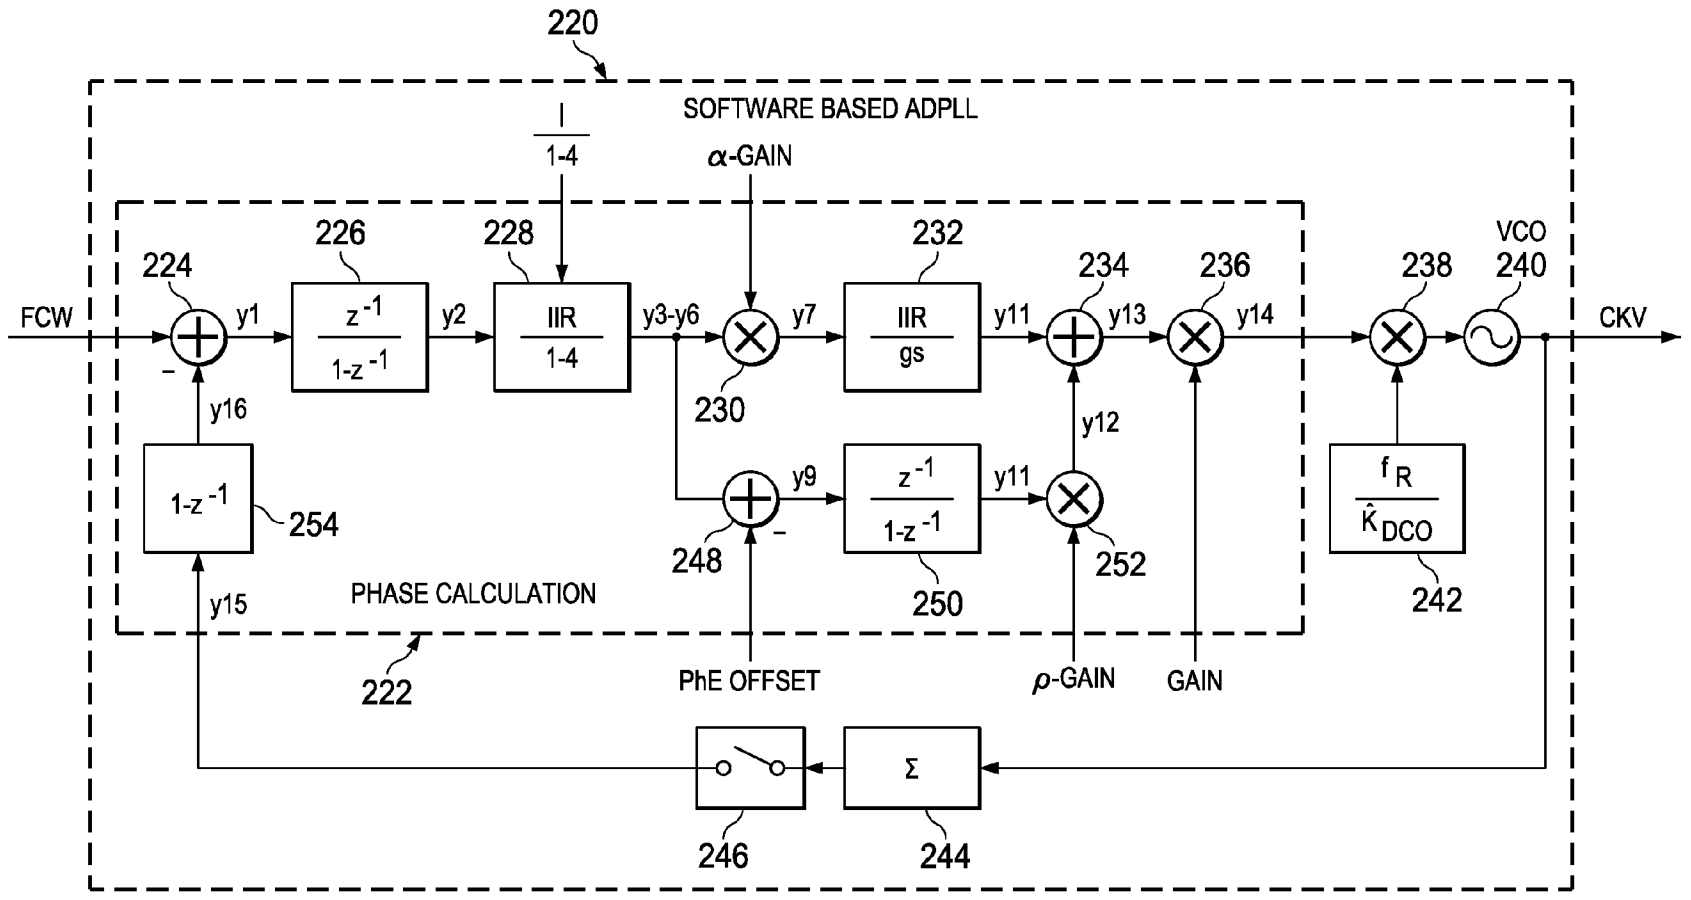 220
SOFTWARE BASED ADPLL
I
1-4
α-GAIN
224
226
228
232
234
236
238
VCO
240
FCW
y1
z-1
1-z-1
y2
IIR
1-4
y3-y6
y7
IIR
gs
y11
y13
y14
CKV
–
230
y16
y12
1-z-1
254
y9
z-1
1-z-1
y11
fR
K̂DCO
–
248
250
252
242
PHASE CALCULATION
y15
222
PhE OFFSET
ρ-GAIN
GAIN
Σ
246
244